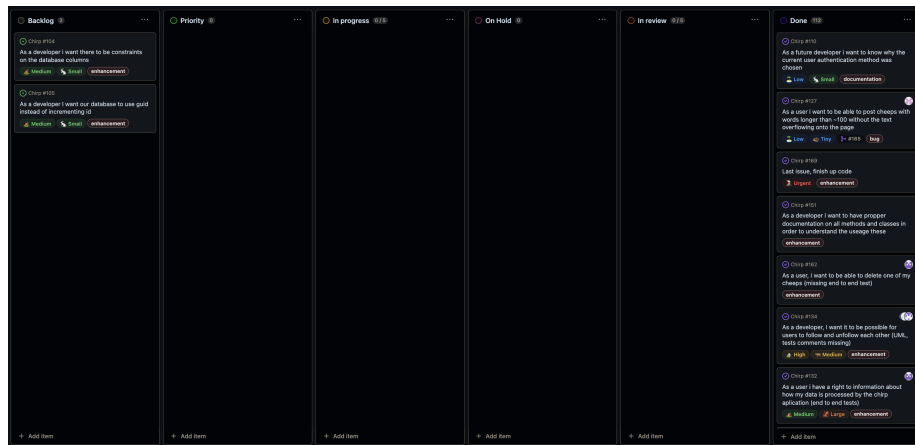 Backlog 2
Chirp #104
As a developer i want there to be constraints
on the database columns
Medium Small enhancement
Chirp #105
As a developer I want our database to use guid
instead of incrementing id
Medium Small enhancement
+ Add item
Priority 0
+ Add item
In progress 0 / 5
+ Add item
On Hold 0
+ Add item
In review 0 / 5
+ Add item
Done 112
Chirp #110
As a future developer i want to know why the
current user authentication method was
chosen
Low Small documentation
Chirp #127
As a user i want to be able to post cheeps with
words longer than ~100 without the text
overflowing onto the page
Low Tiny #165 bug
Chirp #169
Last issue, finish up code
Urgent enhancement
Chirp #151
As a developer i want to have propper
documentation on all methods and classes in
order to understand the useage these
enhancement
Chirp #162
As a user, I want to be able to delete one of my
cheeps (missing end to end test)
enhancement
Chirp #134
As a developer, I want it to be possible for
users to follow and unfollow each other (UML,
tests comments missing)
High Medium enhancement
Chirp #132
As a user i have a right to information about
how my data is processed by the chirp
aplication (end to end tests)
Medium Large enhancement
+ Add item